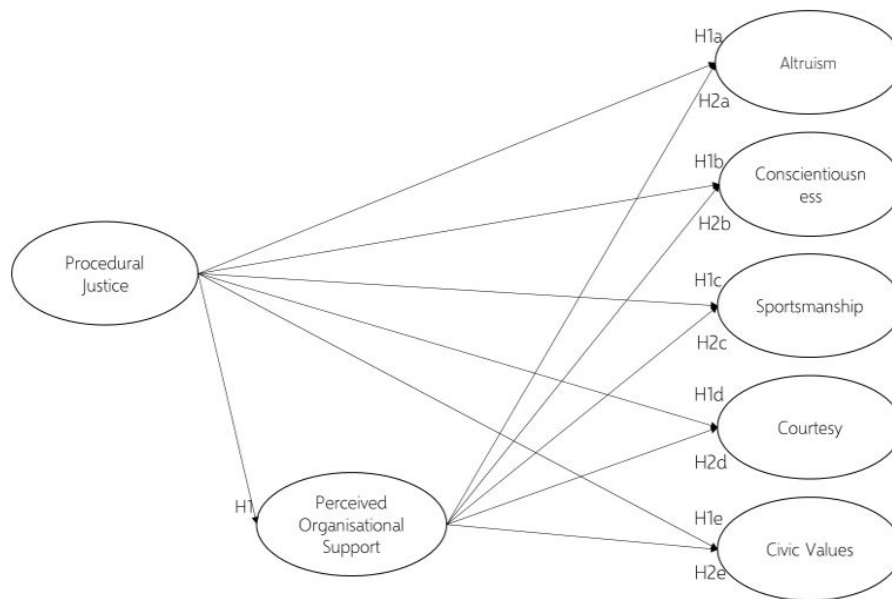 H1a
Altruism
H2a
H1b
Conscientiousn
ess
H2b
Procedural
Justice
H1c
Sportsmanship
H2c
H1d
Courtesy
H2d
H1
Perceived
Organisational
Support
H1e
Civic Values
H2e